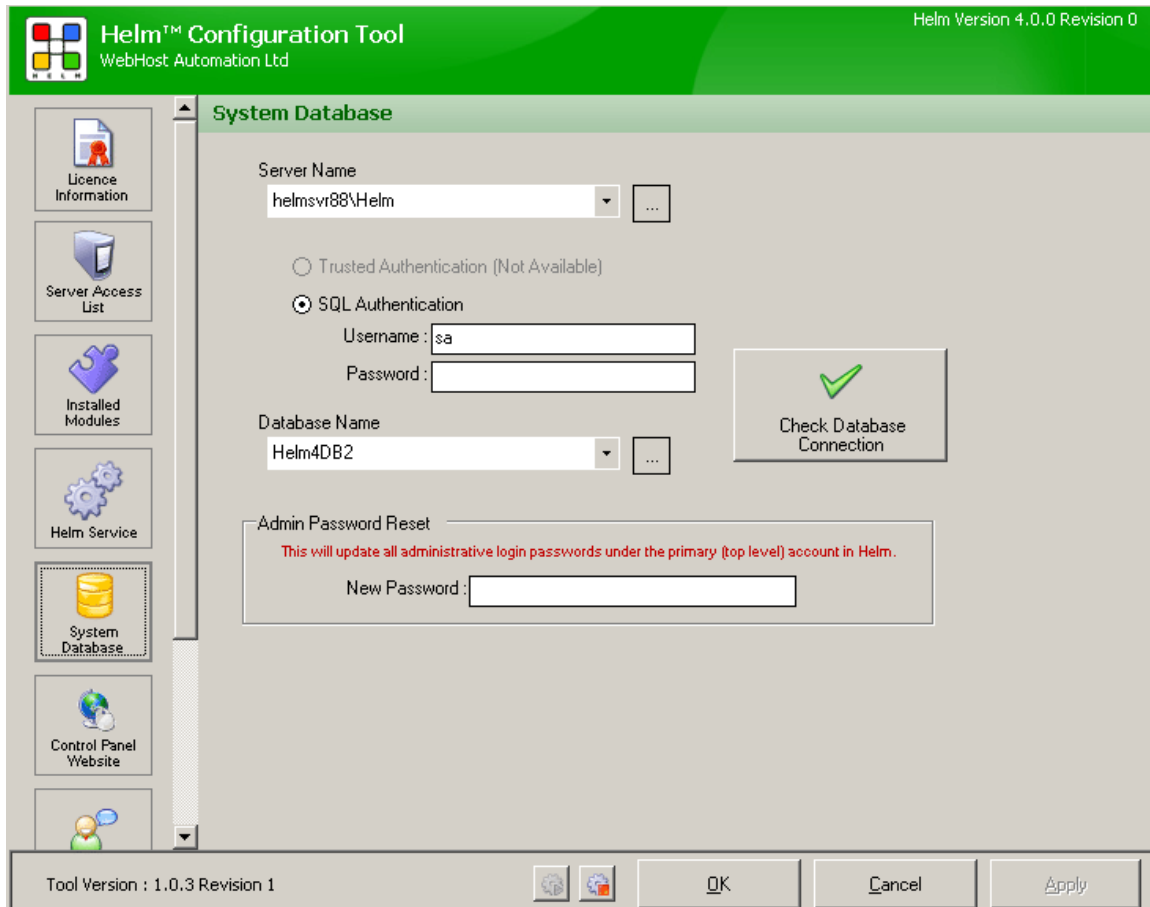 Helm™ Configuration Tool
WebHost Automation Ltd
Helm Version 4.0.0 Revision 0
HELM
Licence
Information
Server Access
List
Installed
Modules
Helm Service
System
Database
Control Panel
Website
System Database
Server Name
helmsvr88\Helm
...
Trusted Authentication (Not Available)
SQL Authentication
Username : sa
Password :
Check Database
Connection
Database Name
Helm4DB2
...
Admin Password Reset
This will update all administrative login passwords under the primary (top level) account in Helm.
New Password :
Tool Version : 1.0.3 Revision 1
OK
Cancel
Apply